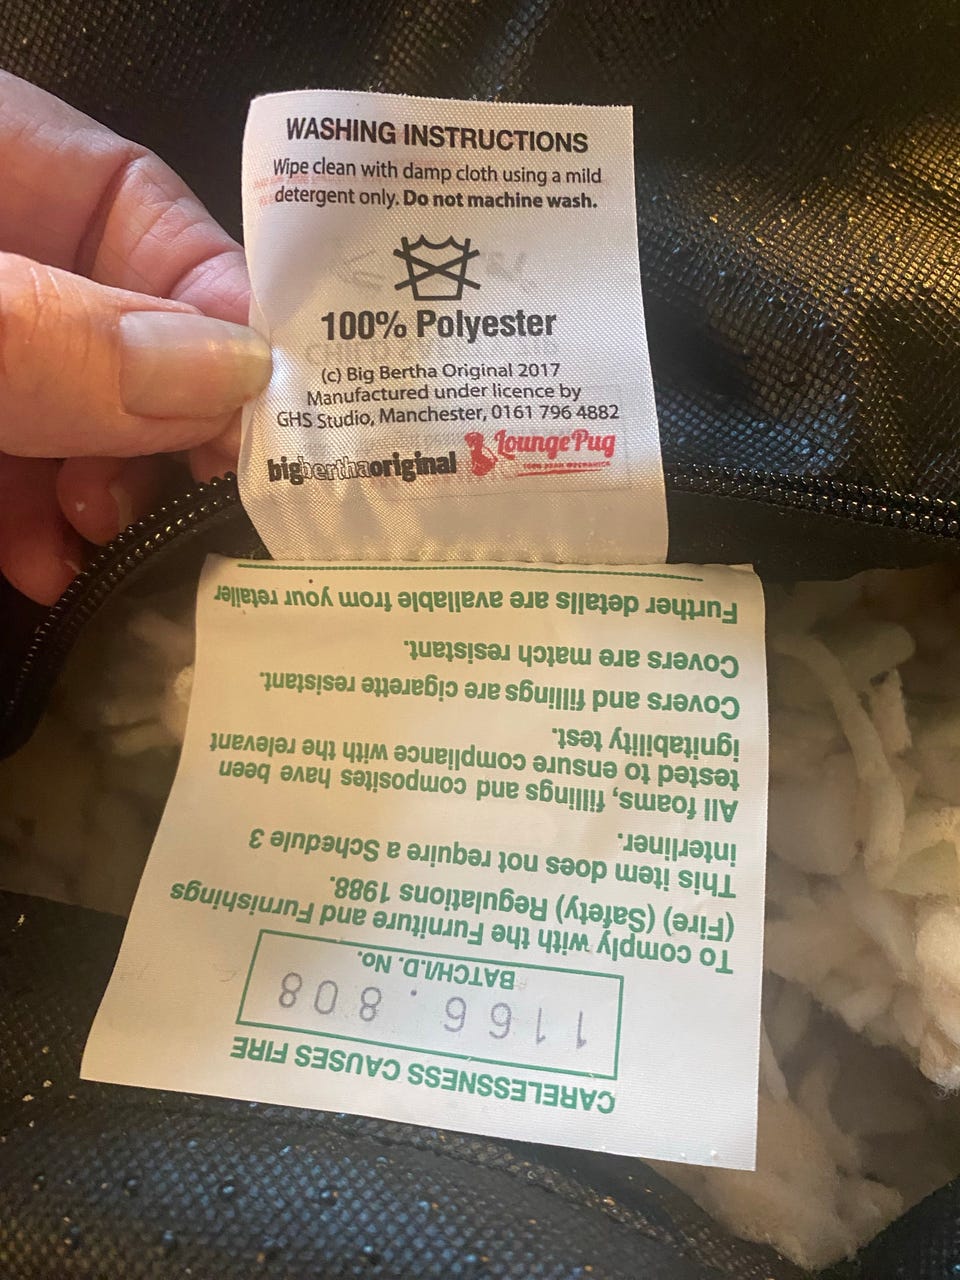 WASHING INSTRUCTIONS
Wipe clean with damp cloth using a mild
detergent only. Do not machine wash.
100% Polyester
(c) Big Bertha Original 2017
Manufactured under licence by
GHS Studio, Manchester, 0161 796 4882
bigberthaoriginal LoungePug
CARELESSNESS CAUSES FIRE
1166.808
BATCH/I.D. No.
To comply with the Furniture and Furnishings
(Fire) (Safety) Regulations 1988.
This item does not require a Schedule 3
interliner.
All foams, fillings and composites have been
tested to ensure compliance with the relevant
ignitability test.
Covers and fillings are cigarette resistant.
Covers are match resistant.
Further details are available from your retailer